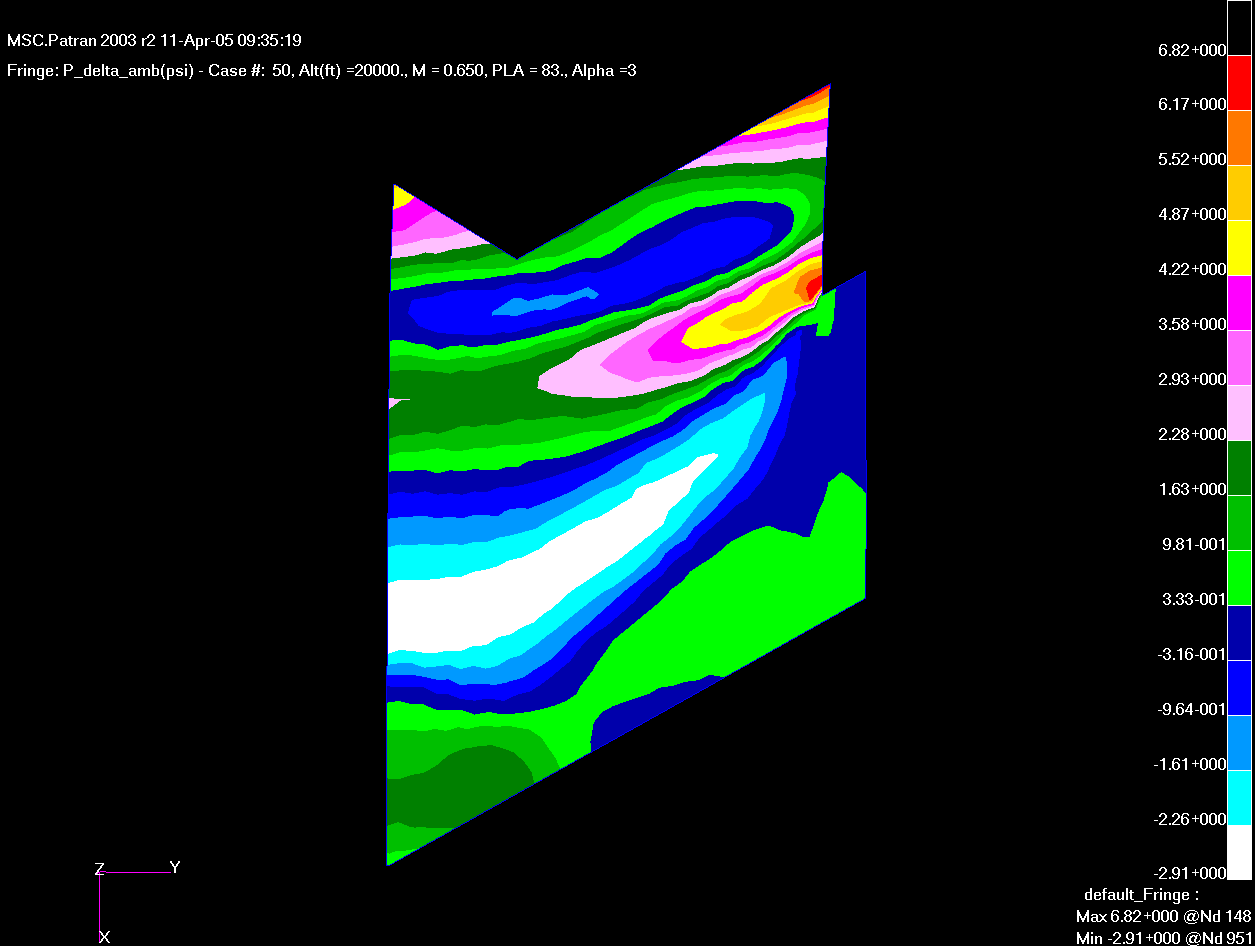 MSC.Patran 2003 r2 11-Apr-05 09:35:19
Fringe: P_delta_amb(psi) - Case #: 50, Alt(ft) =20000., M = 0.650, PLA = 83., Alpha =3
6.82+000
6.17+000
5.52+000
4.87+000
4.22+000
3.58+000
2.93+000
2.28+000
1.63+000
9.81-001
3.33-001
-3.16-001
-9.64-001
-1.61+000
-2.26+000
-2.91+000
Z Y
X
default_Fringe :
Max 6.82+000 @Nd 148
Min -2.91+000 @Nd 951